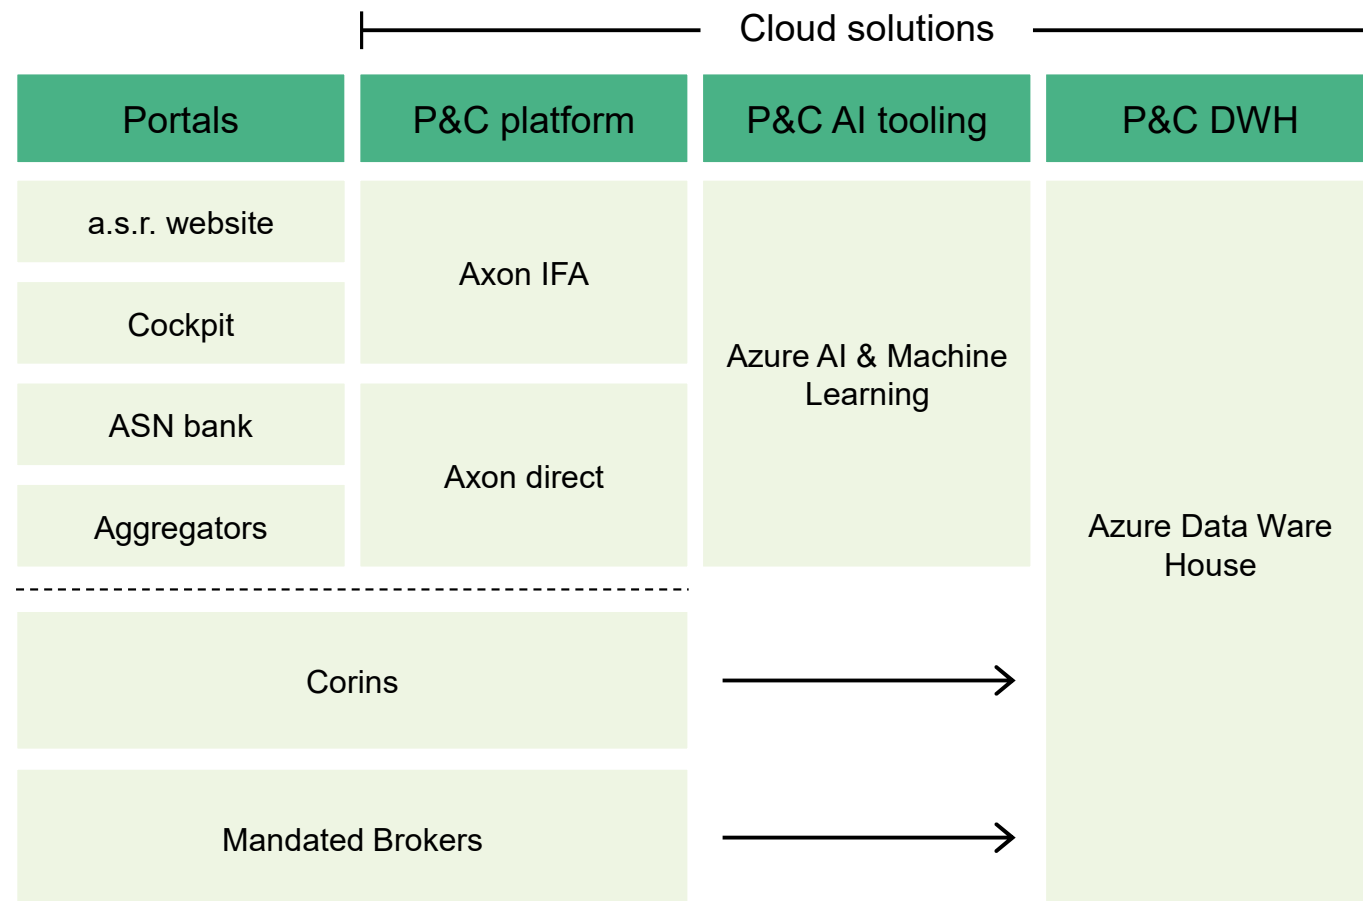 Cloud solutions
Portals
P&C platform
P&C AI tooling
P&C DWH
a.s.r. website
Cockpit
ASN bank
Aggregators
Axon IFA
Axon direct
Azure AI & Machine
Learning
Azure Data Ware
House
Corins
Mandated Brokers